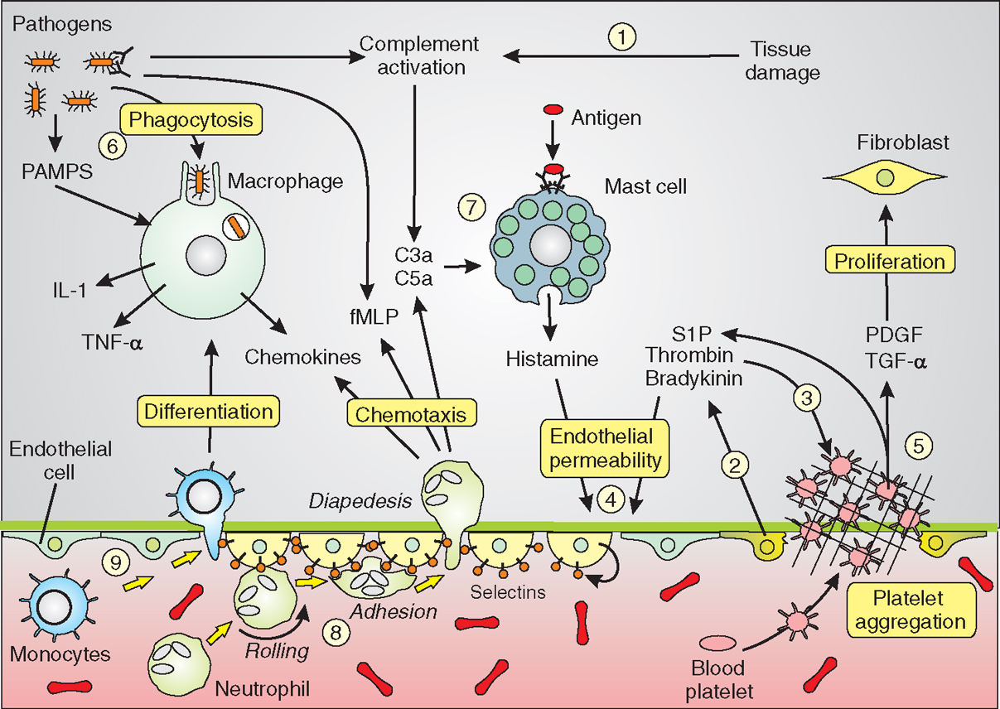 Pathogens
Complement
activation
1
Tissue
damage
Phagocytosis
6
PAMPS
Macrophage
Antigen
Mast cell
7
Fibroblast
C3a
C5a
Proliferation
IL-1
TNF-α
fMLP
Chemokines
Histamine
S1P
Thrombin
Bradykinin
PDGF
TGF-α
Differentiation
Chemotaxis
3
Endothelial
permeability
Endothelial
cell
2
5
Diapedesis
4
9
Selectins
Adhesion
8
Rolling
Monocytes
Neutrophil
Platelet
aggregation
Blood
platelet